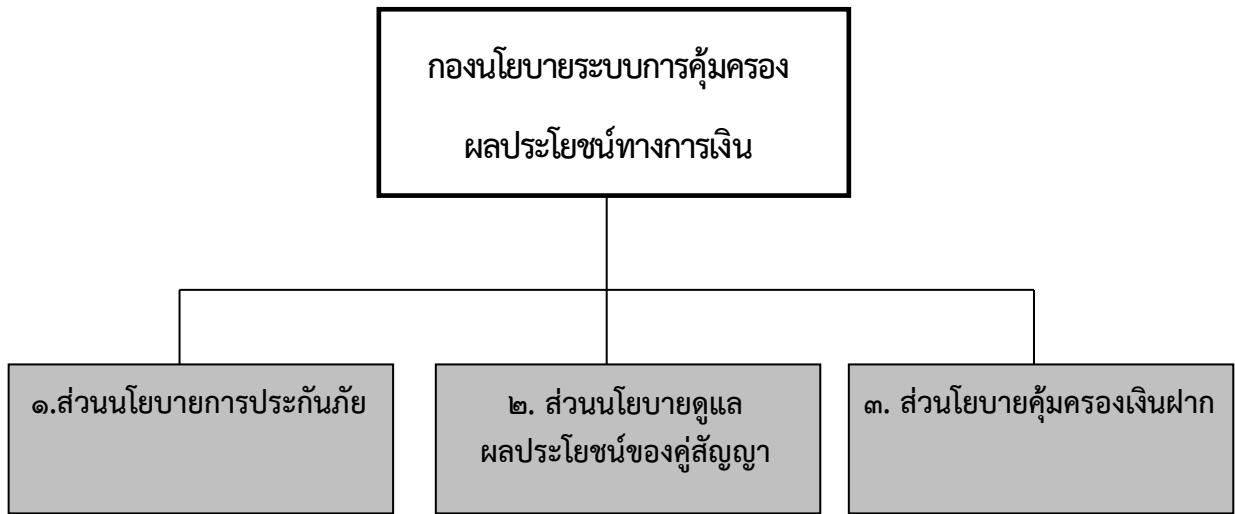 กองนโยบายระบบการคุ้มครอง
ผลประโยชน์ทางการเงิน
๑.ส่วนนโยบายการประกันภัย
๒. ส่วนนโยบายดูแล
ผลประโยชน์ของคู่สัญญา
๓. ส่วนโยบายคุ้มครองเงินฝาก